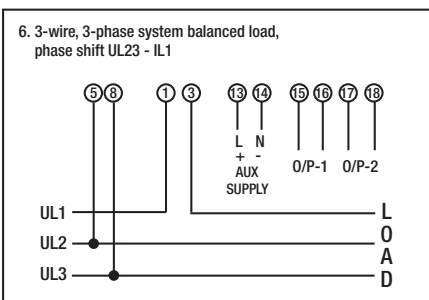 6. 3-wire, 3-phase system balanced load,
phase shift UL23 - IL1
5 8 1 3 13 14 15 16 17 18
L N
+ -
AUX
SUPPLY
O/P-1 O/P-2
UL1
UL2
UL3
L
O
A
D